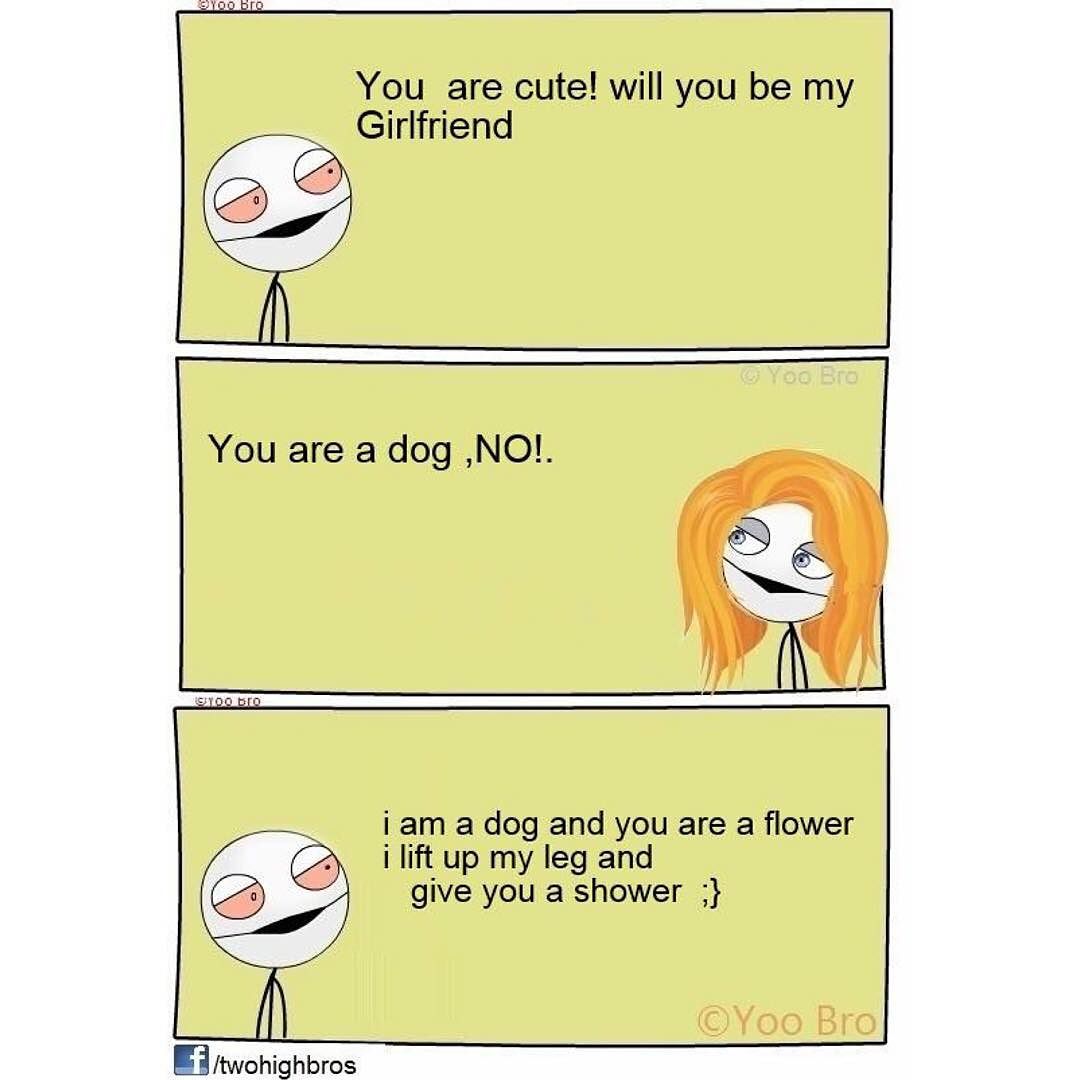 ©Yoo Bro
You are cute! will you be my
Girlfriend
© Yoo Bro
You are a dog ,NO!.
©Yoo Bro
i am a dog and you are a flower
i lift up my leg and
give you a shower ;}
©Yoo Bro
f /twohighbros